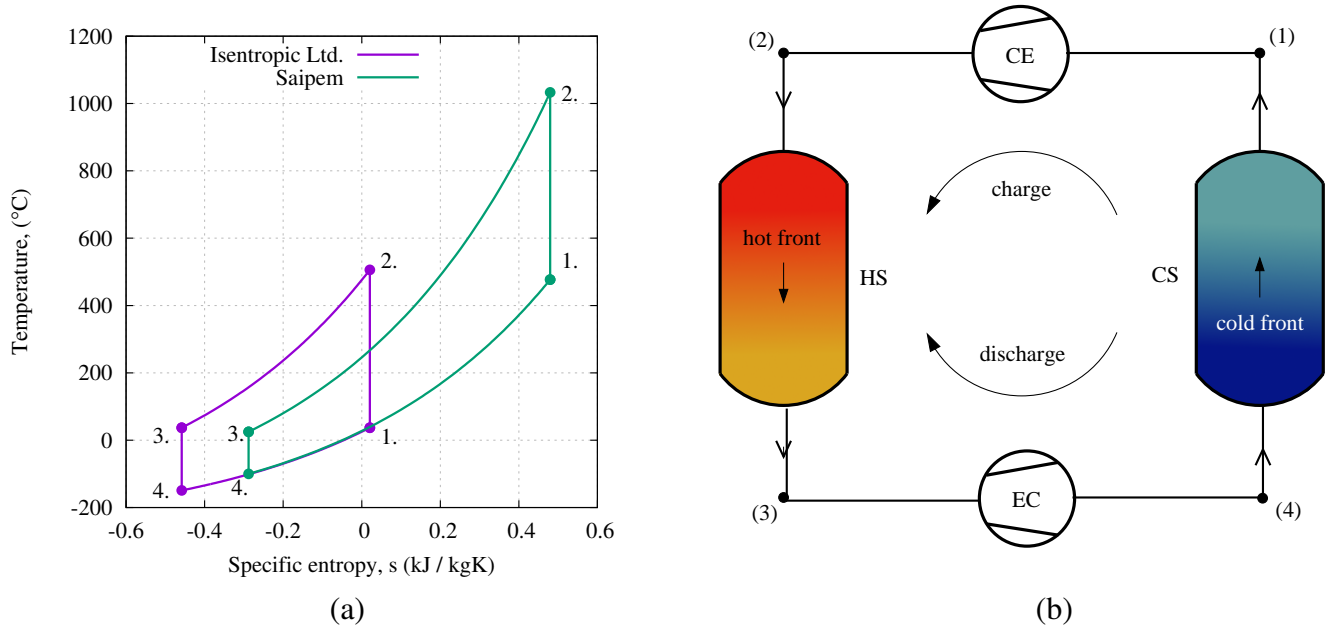 1200
1000
800
600
400
200
0
-200
-0.6 -0.4 -0.2 0 0.2 0.4 0.6
Temperature, (°C)
Specific entropy, s (kJ / kgK)
Isentropic Ltd.
Saipem
2.
1.
2.
3.
3.
1.
4.
4.
(a)
(2) CE (1)
charge
hot front
HS
CS
cold front
discharge
(3) EC (4)
(b)